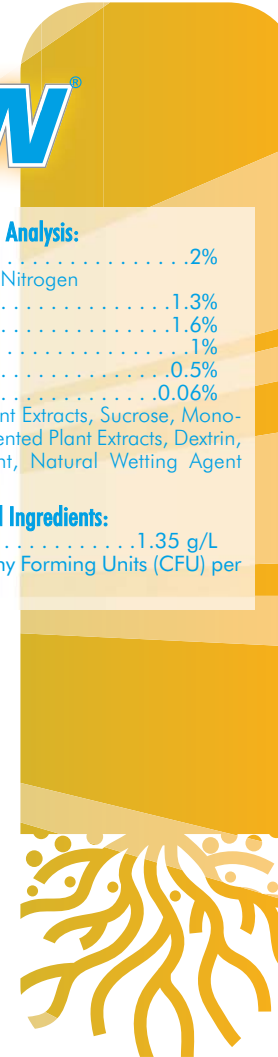 W®
Analysis:
. . . . . . . . . . . . . . .2%
Nitrogen
. . . . . . . . . . . . . .1.3%
. . . . . . . . . . . . . .1.6%
. . . . . . . . . . . . . . . .1%
. . . . . . . . . . . . . .0.5%
. . . . . . . . . . . . .0.06%
nt Extracts, Sucrose, Mono-
ented Plant Extracts, Dextrin,
nt, Natural Wetting Agent
l Ingredients:
. . . . . . . . . . . .1.35 g/L
ny Forming Units (CFU) per